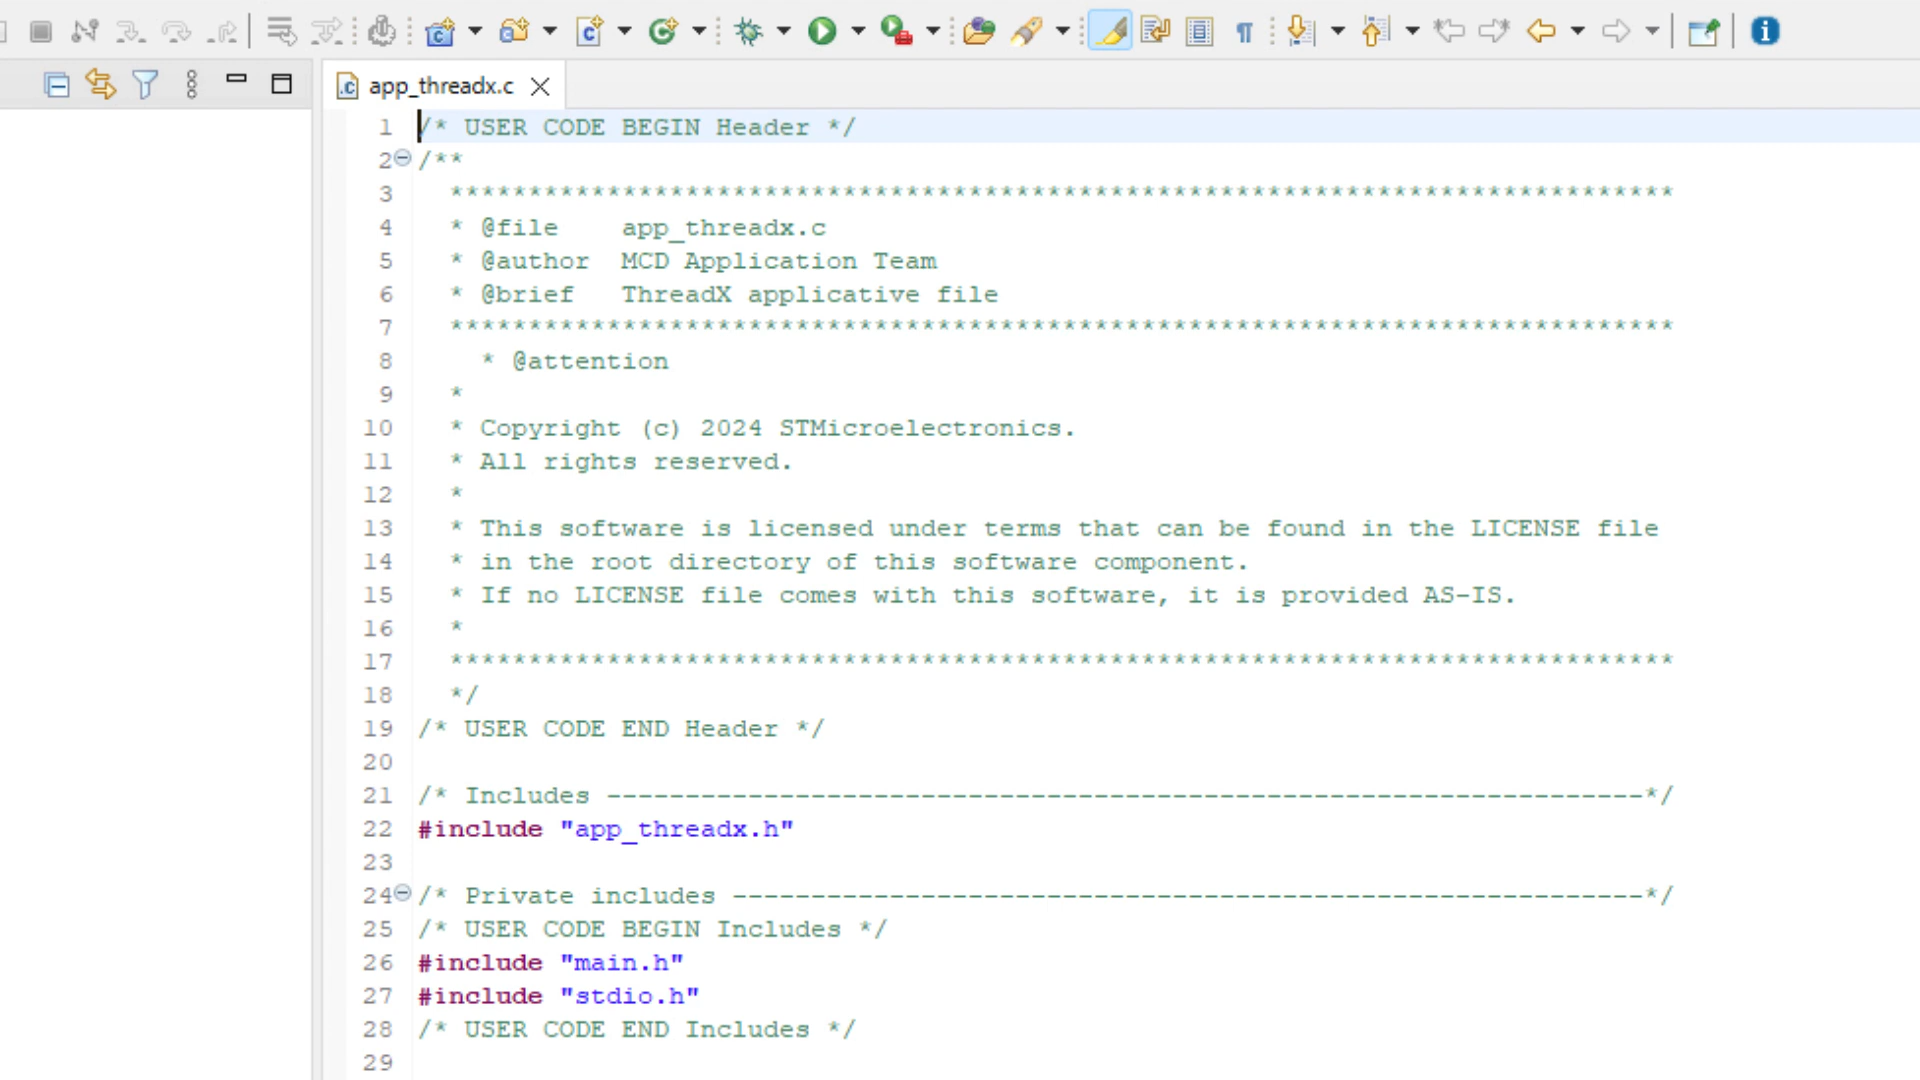 app_threadx.c
1 /* USER CODE BEGIN Header */
2 /**
3 ******************************************************************************
4 * @file    app_threadx.c
5 * @author  MCD Application Team
6 * @brief   ThreadX applicative file
7 ******************************************************************************
8 * @attention
9 *
10 * Copyright (c) 2024 STMicroelectronics.
11 * All rights reserved.
12 *
13 * This software is licensed under terms that can be found in the LICENSE file
14 * in the root directory of this software component.
15 * If no LICENSE file comes with this software, it is provided AS-IS.
16 *
17 ******************************************************************************
18 */
19 /* USER CODE END Header */
20
21 /* Includes ------------------------------------------------------------------*/
22 #include "app_threadx.h"
23
24 /* Private includes ----------------------------------------------------------*/
25 /* USER CODE BEGIN Includes */
26 #include "main.h"
27 #include "stdio.h"
28 /* USER CODE END Includes */
29